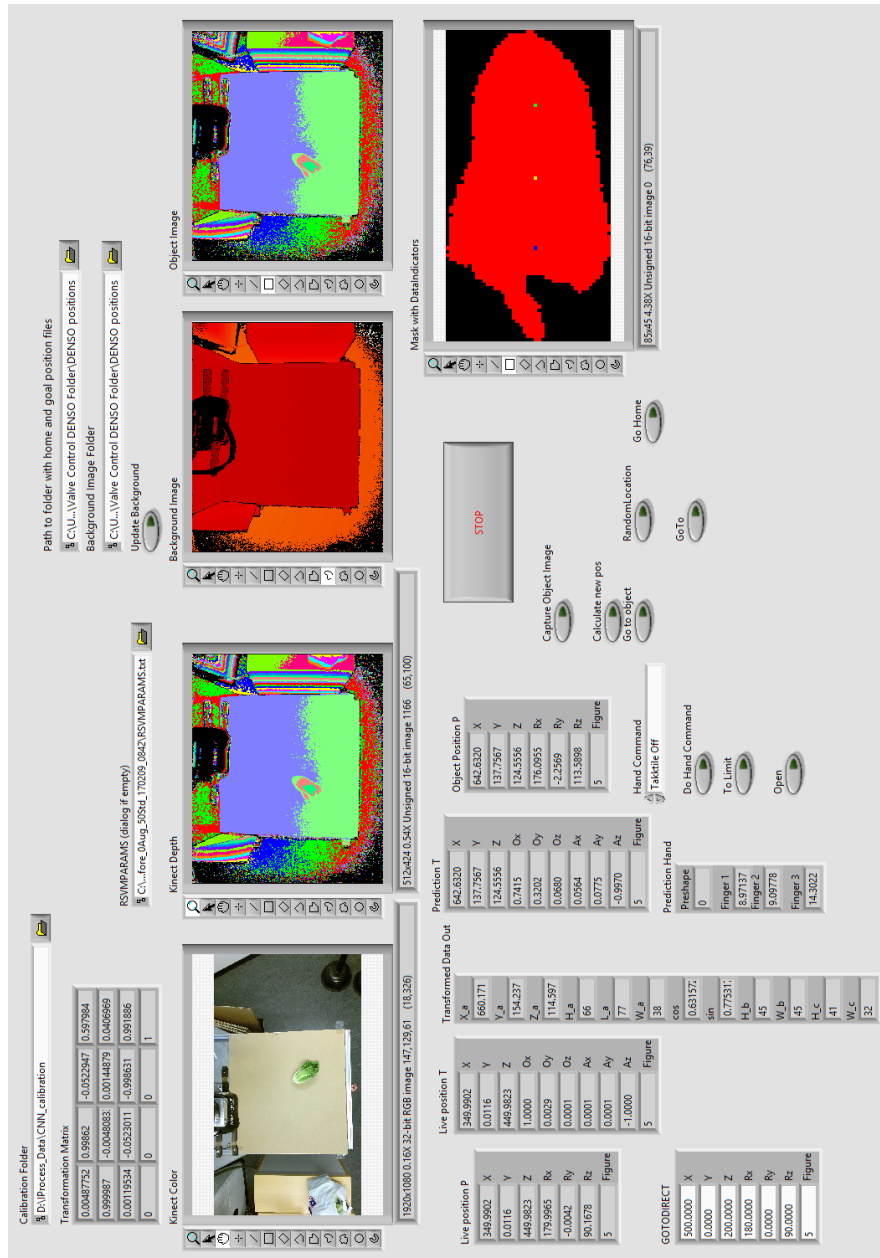 Calibration Folder
D:\IProcess_Data\CNN_calibration
Transformation Matrix
0.00487752 0.99862 -0.0522947 0.597984
0.999987 -0.0048083 0.00144879 0.0406969
0.00119534 -0.0523011 -0.998631 0.991886
0 0 0 1
RSVMPARAMS (dialog if empty)
C:\...fore_0Aug_50Std_170209_0842\RSVMPARAMS.txt
Path to folder with home and goal position files
C:\U...\Valve Control DENSO Folder\DENSO positions
Background Image Folder
C:\U...\Valve Control DENSO Folder\DENSO positions
Update Background
Kinect Color
1920x1080 0.16X 32-bit RGB image 147,129,61 (18,326)
Kinect Depth
512x424 0.54X Unsigned 16-bit image 1166 (65,100)
Background Image
Object Image
Live position P
349.9902 X
0.0116 Y
449.9823 Z
179.9965 Rx
-0.0042 Ry
90.1678 Rz
5 Figure
Live position T
349.9902 X
0.0116 Y
449.9823 Z
1.0000 Ox
0.0029 Oy
0.0001 Oz
0.0001 Ax
0.0001 Ay
-1.0000 Az
5 Figure
Transformed Data Out
X_a
660.171
Y_a
154.237
Z_a
114.597
H_a
66
L_a
77
W_a
38
cos
0.63157
sin
0.77531
H_b
45
W_b
45
H_c
41
W_c
32
Prediction T
642.6320 X
137.7567 Y
124.5556 Z
0.7415 Ox
0.3202 Oy
0.0680 Oz
0.0564 Ax
0.0775 Ay
-0.9970 Az
5 Figure
Object Position P
642.6320 X
137.7567 Y
124.5556 Z
176.0955 Rx
-2.2569 Ry
113.5898 Rz
5 Figure
GOTODIRECT
500.0000 X
0.0000 Y
200.0000 Z
180.0000 Rx
0.0000 Ry
90.0000 Rz
5 Figure
Prediction Hand
Preshape
0
Finger 1
8.97137
Finger 2
9.09778
Finger 3
14.3022
Hand Command
Takktile Off
Do Hand Command
To Limit
Open
Capture Object Image
Calculate new pos
Go to object
STOP
RandomLocation
GoTo
Go Home
Mask with DataIndicators
85x45 4.38X Unsigned 16-bit image 0 (76,39)